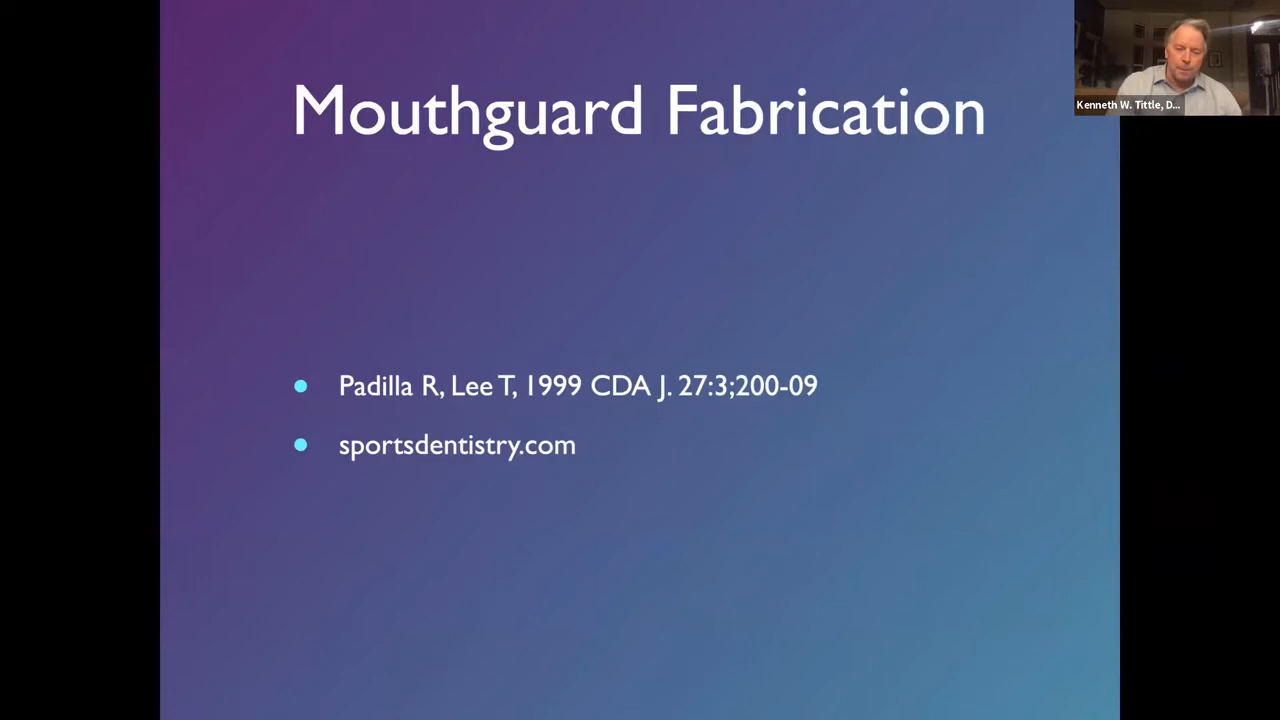 Mouthguard Fabrication
Kenneth W. Tittle, D...
Padilla R, Lee T, 1999 CDA J. 27:3;200-09
sportsdentistry.com